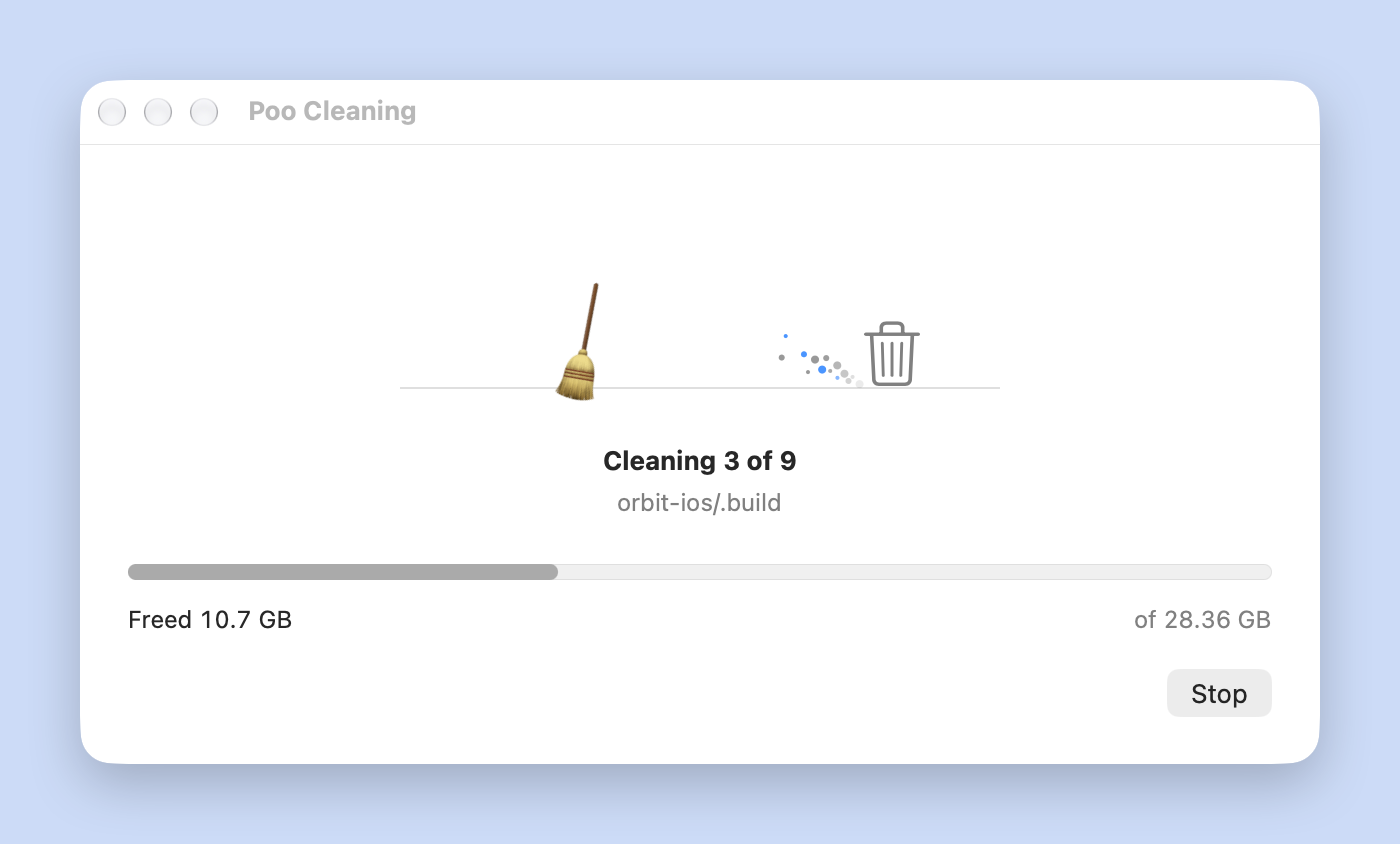 Poo Cleaning
Cleaning 3 of 9
orbit-ios/.build
Freed 10.7 GB
of 28.36 GB
Stop